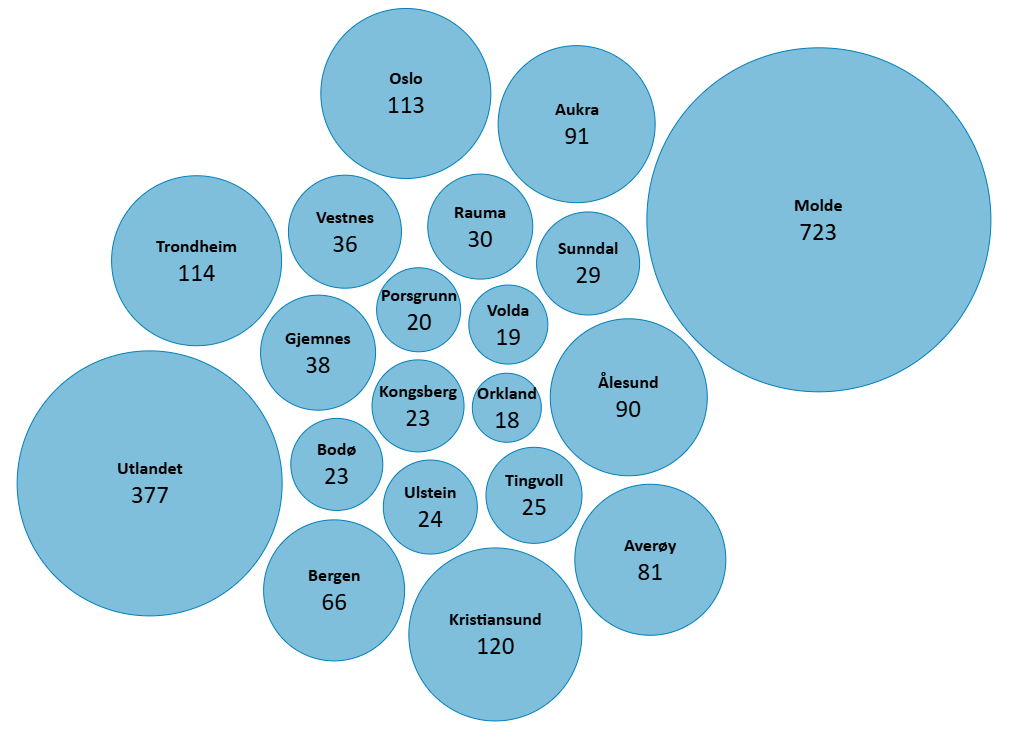 Oslo
113
Aukra
91
Molde
723
Vestnes
36
Rauma
30
Trondheim
114
Sunndal
29
Porsgrunn
20
Volda
19
Gjemnes
38
Ålesund
90
Kongsberg
23
Orkland
18
Bodø
23
Utlandet
377
Ulstein
24
Tingvoll
25
Averøy
81
Bergen
66
Kristiansund
120